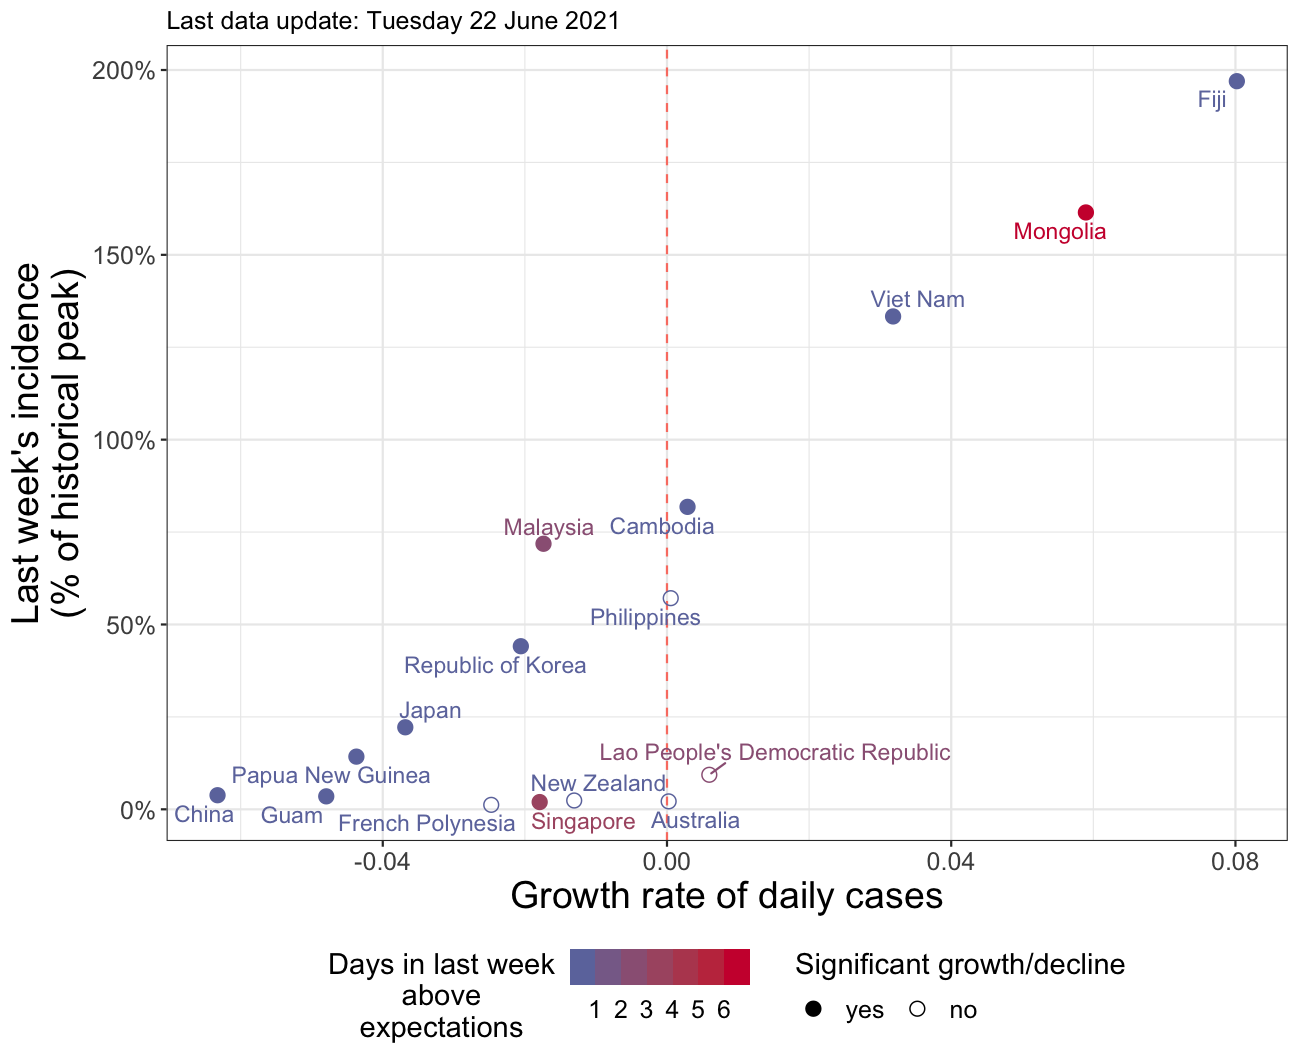 Last data update: Tuesday 22 June 2021
200%
Fiji
Mongolia
150%
Viet Nam
100%
Malaysia
Cambodia
Philippines
50%
Republic of Korea
Japan
Lao People's Democratic Republic
Papua New Guinea
New Zealand
0%
China
Guam
French Polynesia
Singapore
Australia
Last week's incidence
(% of historical peak)
-0.04
0.00
0.04
0.08
Growth rate of daily cases
Days in last week
above
expectations
1 2 3 4 5 6
Significant growth/decline
yes
no